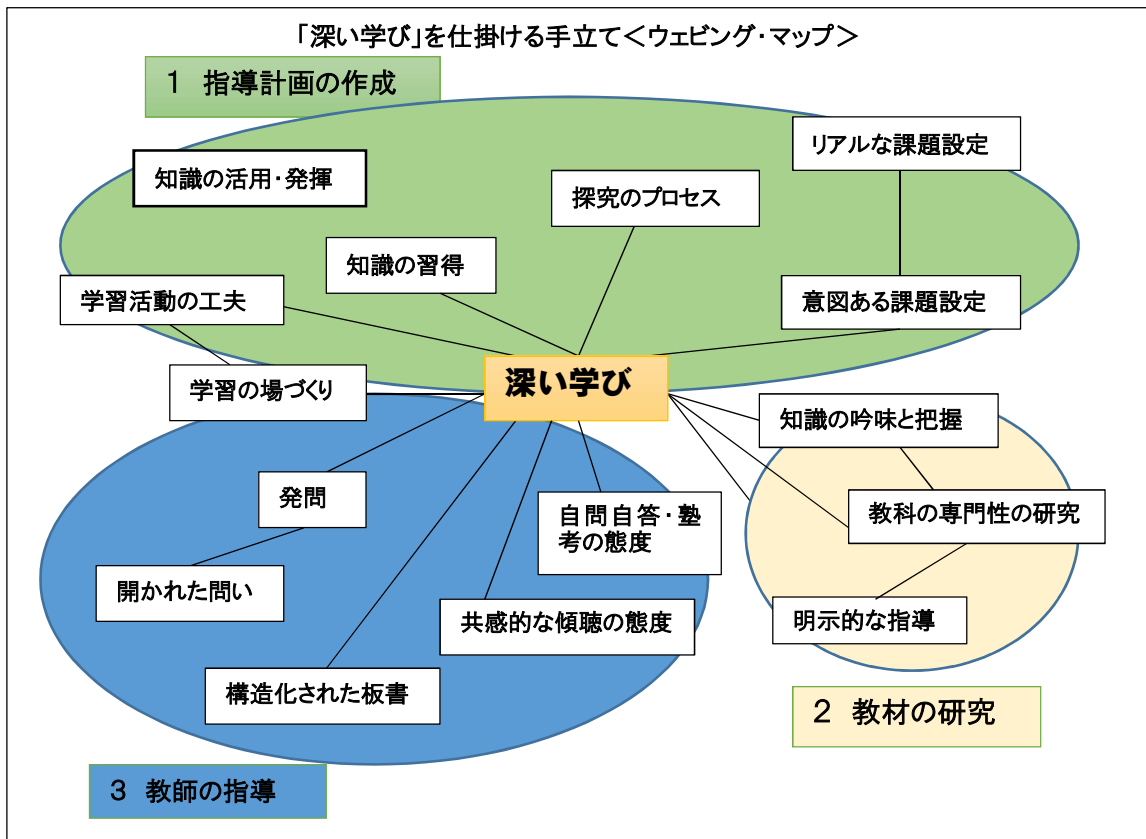 「深い学び」を仕掛ける手立て＜ウェビング・マップ＞
１ 指導計画の作成
リアルな課題設定
知識の活用・発揮
探究のプロセス
知識の習得
学習活動の工夫
意図ある課題設定
深い学び
学習の場づくり
知識の吟味と把握
発問
自問自答・塾
考の態度
教科の専門性の研究
開かれた問い
共感的な傾聴の態度
明示的な指導
構造化された板書
２ 教材の研究
３ 教師の指導